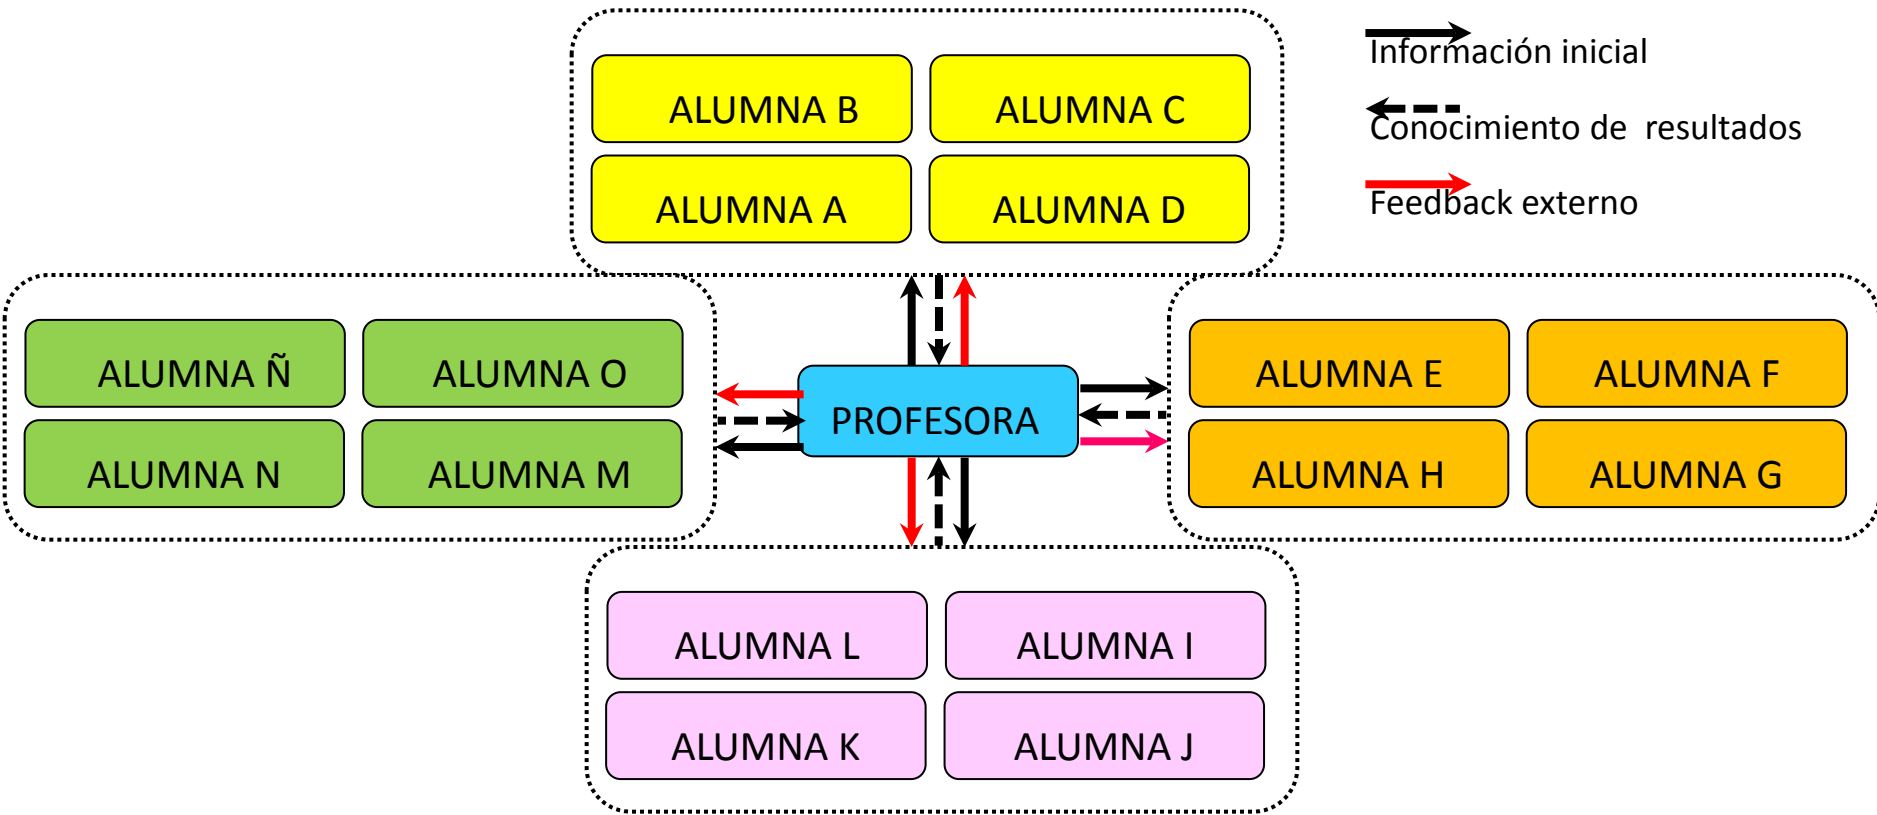 Información inicial
Conocimiento de resultados
Feedback externo
ALUMNA B
ALUMNA C
ALUMNA A
ALUMNA D
ALUMNA Ñ
ALUMNA O
ALUMNA N
ALUMNA M
PROFESORA
ALUMNA E
ALUMNA F
ALUMNA H
ALUMNA G
ALUMNA L
ALUMNA I
ALUMNA K
ALUMNA J